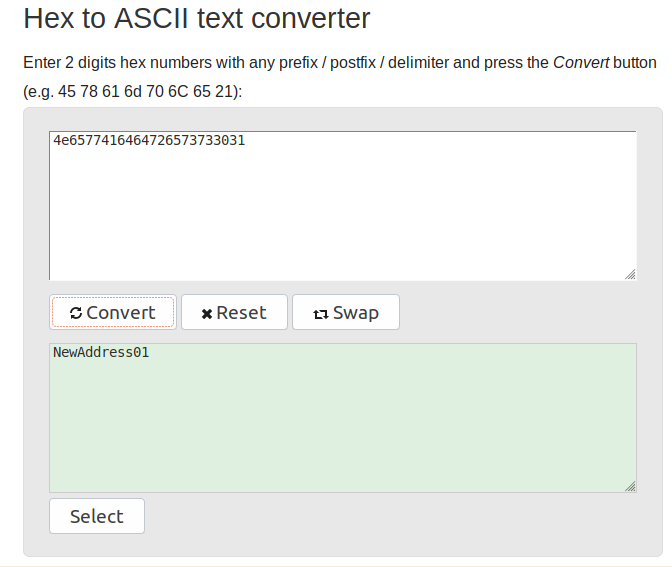 Hex to ASCII text converter
Enter 2 digits hex numbers with any prefix / postfix / delimiter and press the Convert button
(e.g. 45 78 61 6d 70 6C 65 21):
4e6577416464726573733031
Convert Reset Swap
NewAddress01
Select